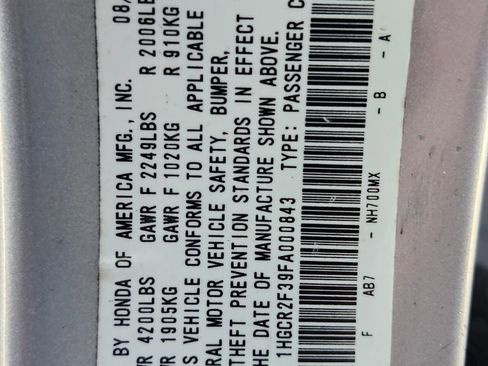 BY HONDA OF AMERICA MFG., INC. 08/
4200LBS GAWR F 2249LBS R 2006LB
1905KG GAWR F 1020KG R 910KG
S VEHICLE CONFORMS TO ALL APPLICABLE
RAL MOTOR VEHICLE SAFETY, BUMPER,
THEFT PREVENTION STANDARDS IN EFFECT
HE DATE OF MANUFACTURE SHOWN ABOVE.
1HGCR2F39FA000843 TYPE: PASSENGER C
F AB7 - NH700MX - B - A